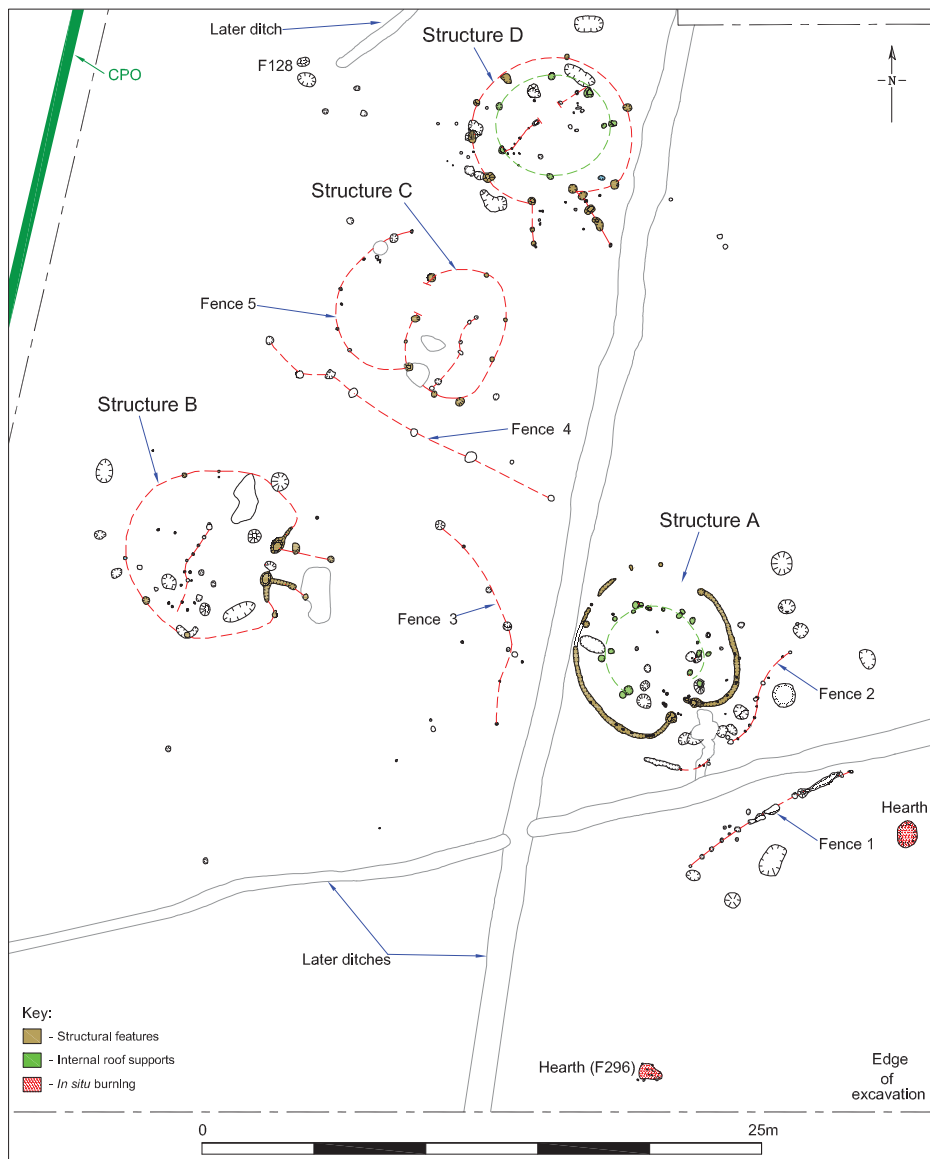 Later ditch
Structure D
F128
CPO
N
Structure C
Fence 5
Structure B
Fence 4
Structure A
Fence 3
Fence 2
Hearth
Fence 1
Later ditches
Key:
- Structural features
- Internal roof supports
- In situ burning
Hearth (F296)
Edge
of
excavation
0
25m